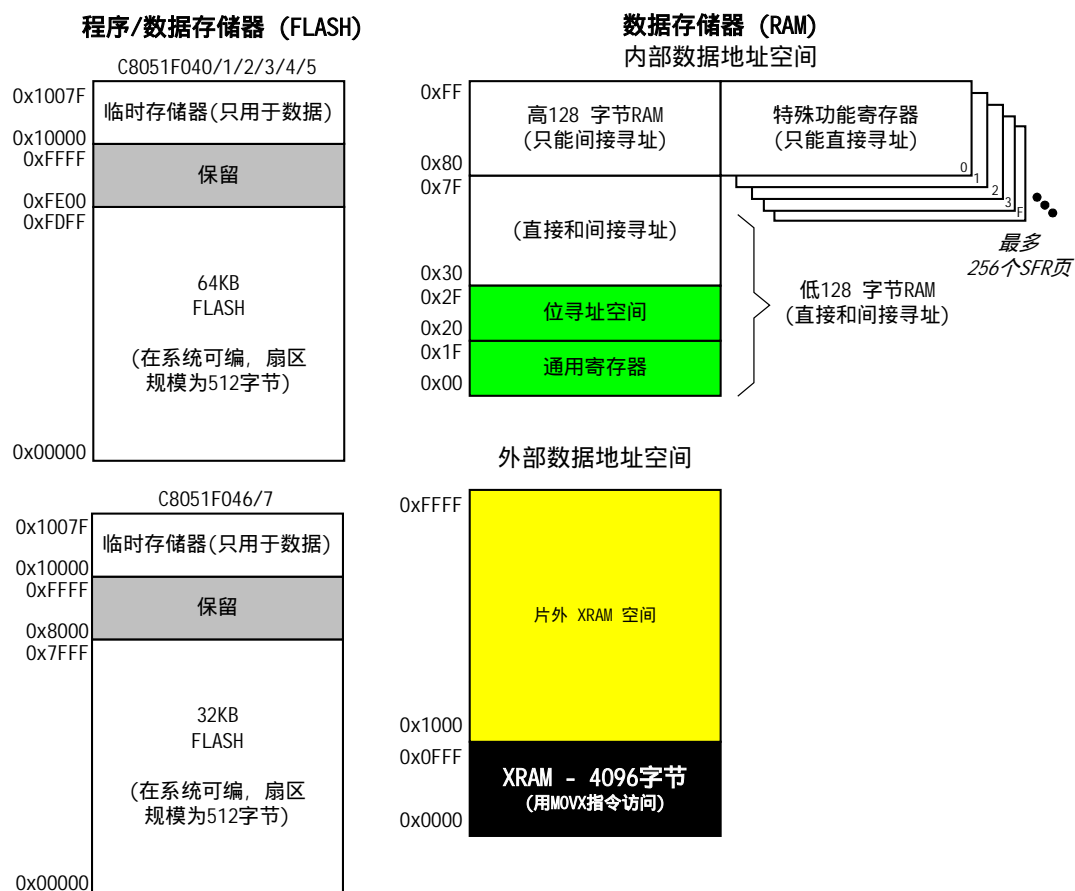 程序/数据存储器 (FLASH)
C8051F040/1/2/3/4/5
0x1007F
临时存储器(只用于数据)
0x10000
0xFFFF
保留
0xFE00
0xFDFF
64KB
FLASH
(在系统可编, 扇区
规模为512字节)
0x00000
C8051F046/7
0x1007F
临时存储器(只用于数据)
0x10000
0xFFFF
保留
0x8000
0x7FFF
32KB
FLASH
(在系统可编, 扇区
规模为512字节)
0x00000
数据存储器 (RAM)
内部数据地址空间
0xFF
高128 字节RAM
(只能间接寻址)
0x80
特殊功能寄存器
(只能直接寻址)
0
1
2
3
F
最多
256个SFR页
0x7F
(直接和间接寻址)
0x30
0x2F
位寻址空间
0x20
0x1F
通用寄存器
0x00
低128 字节RAM
(直接和间接寻址)
外部数据地址空间
0xFFFF
片外 XRAM 空间
0x1000
0x0FFF
XRAM - 4096字节
(用MOVX指令访问)
0x0000